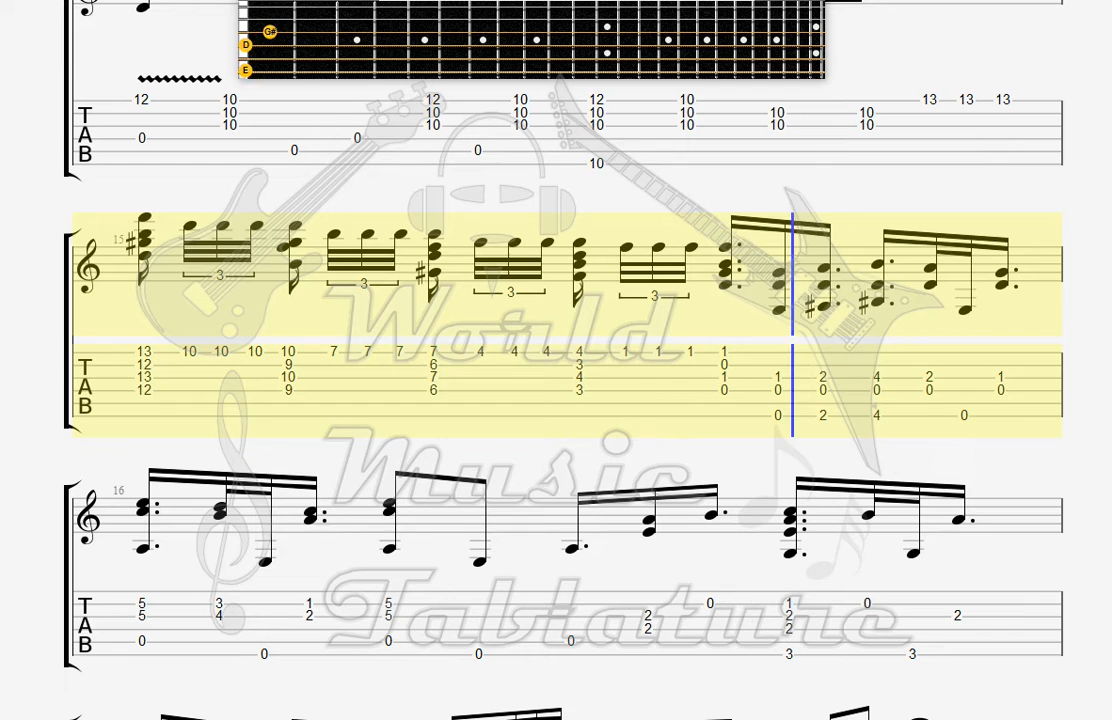 G#
D
E
12 10 12 10 12 10 13 13 13
10 10 10 10 10 10 10
10 10 10 10 10 10 10
T
A
B
0 0
0 0
10
15
3 3 3 3
13 10 10 10 10 7 7 7 7 4 4 4 4 1 1 1 1
12 9 6 3 0
13 10 7 4 1 2 4 2 1
12 9 6 3 0 0 0 0 0 0
0 2 4 0
T
A
B
World
Music
Tablature
16
5 3 1 5 0 1 0
5 4 2 5 2 2 2
2 2
0 0 0
0 0 3 3
T
A
B